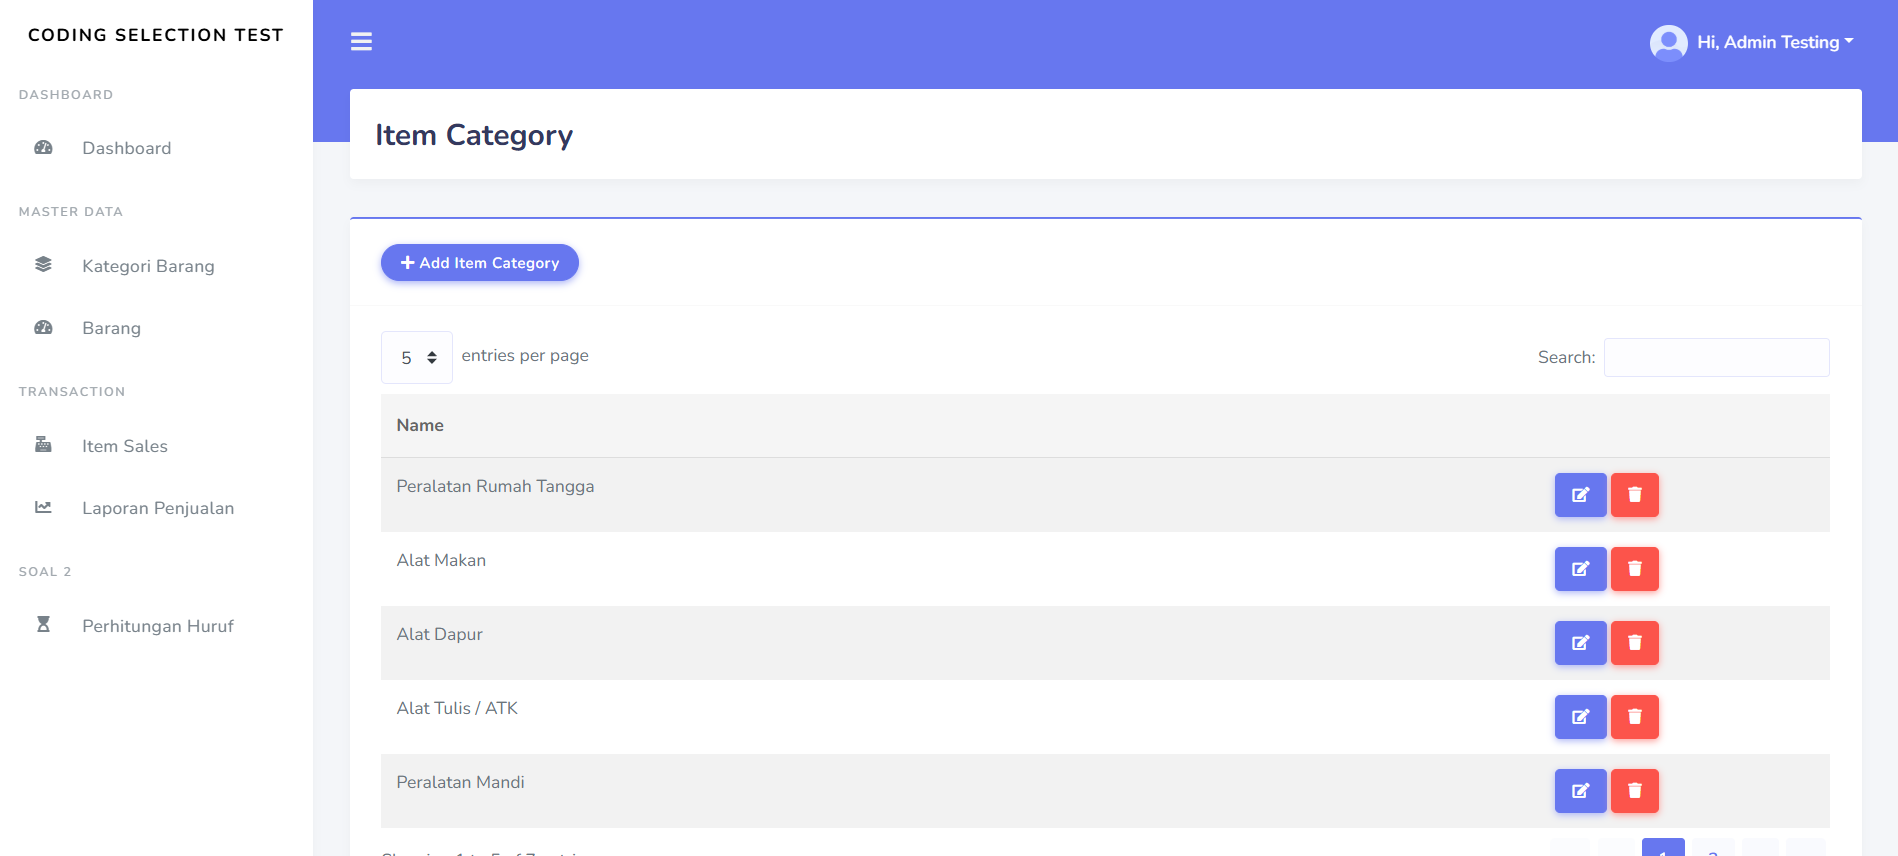 CODING SELECTION TEST
Hi, Admin Testing
DASHBOARD
Dashboard
MASTER DATA
Kategori Barang
Barang
TRANSACTION
Item Sales
Laporan Penjualan
SOAL 2
Perhitungan Huruf
Item Category
Add Item Category
5 entries per page
Search:
Name
Peralatan Rumah Tangga
Alat Makan
Alat Dapur
Alat Tulis / ATK
Peralatan Mandi